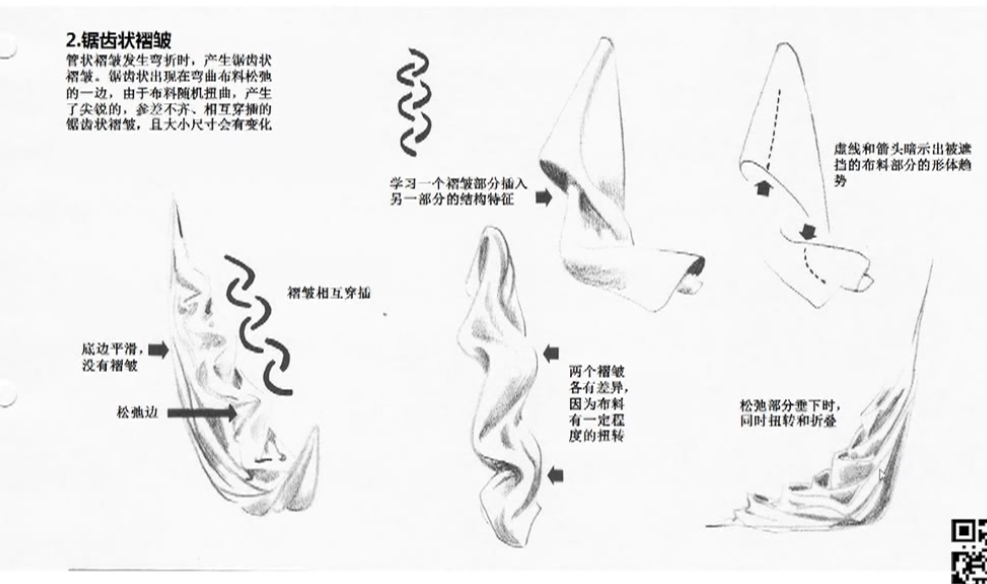 2.锯齿状褶皱
管状褶皱发生弯折时，产生锯齿状
褶皱。锯齿状出现在弯曲布料松弛
的一边，由于布料随机扭曲，产生
了尖锐的，参差不齐、相互穿插的
锯齿状褶皱，且大小尺寸会有变化
学习一个褶皱部分插入
另一部分的结构特征
虚线和箭头暗示出被遮
挡的布料部分的形体趋
势
褶皱相互穿插
底边平滑，
没有褶皱
松弛边
两个褶皱
各有差异，
因为布料
有一定程
度的扭转
松弛部分垂下时，
同时扭转和折叠